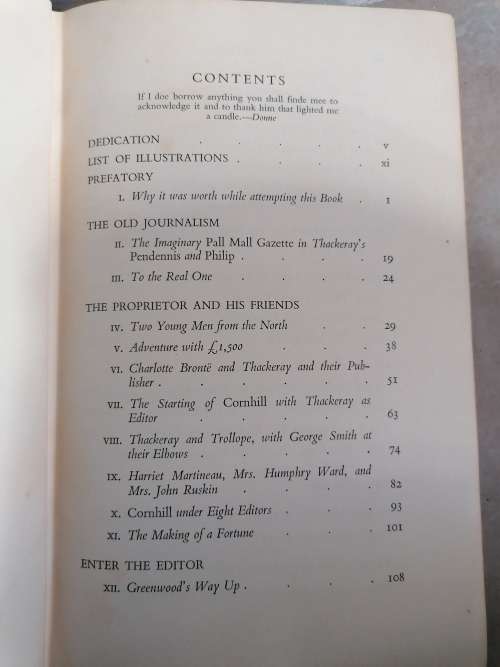 CONTENTS
If I doe borrow anything you shall finde mee to
acknowledge it and to thank him that lighted me
a candle.—Donne
DEDICATION . . . . . v
LIST OF ILLUSTRATIONS . . . . xi
PREFATORY
I. Why it was worth while attempting this Book . 1
THE OLD JOURNALISM
II. The Imaginary Pall Mall Gazette in Thackeray's
Pendennis and Philip . . . . 19
III. To the Real One . . . . 24
THE PROPRIETOR AND HIS FRIENDS
IV. Two Young Men from the North . . 29
V. Adventure with £1,500 . . . 38
VI. Charlotte Brontë and Thackeray and their Pub-
lisher . . . . . . 51
VII. The Starting of Cornhill with Thackeray as
Editor . . . . . 63
VIII. Thackeray and Trollope, with George Smith at
their Elbows . . . . . 74
IX. Harriet Martineau, Mrs. Humphry Ward, and
Mrs. John Ruskin . . . . 82
X. Cornhill under Eight Editors . . . 93
XI. The Making of a Fortune . . . 101
ENTER THE EDITOR
XII. Greenwood's Way Up . . . . 108